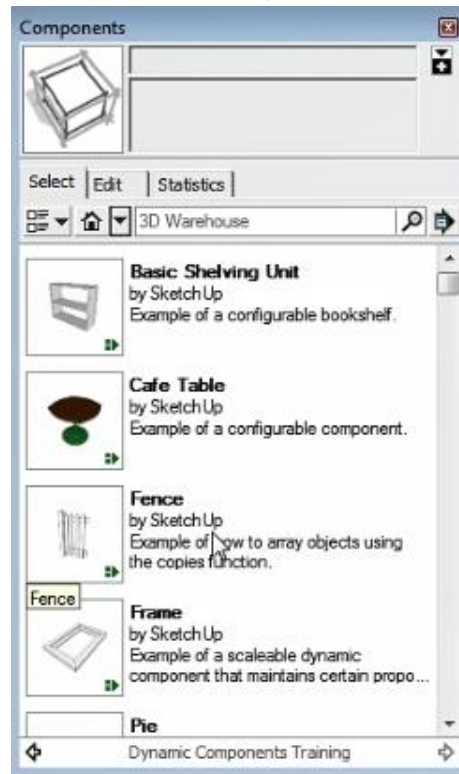 Components
Select Edit Statistics
3D Warehouse
Basic Shelving Unit
by SketchUp
Example of a configurable bookshelf.
Cafe Table
by SketchUp
Example of a configurable component.
Fence
by SketchUp
Example of how to array objects using
the copies function.
Fence
Frame
by SketchUp
Example of a scaleable dynamic
component that maintains certain propo...
Pie
Dynamic Components Training